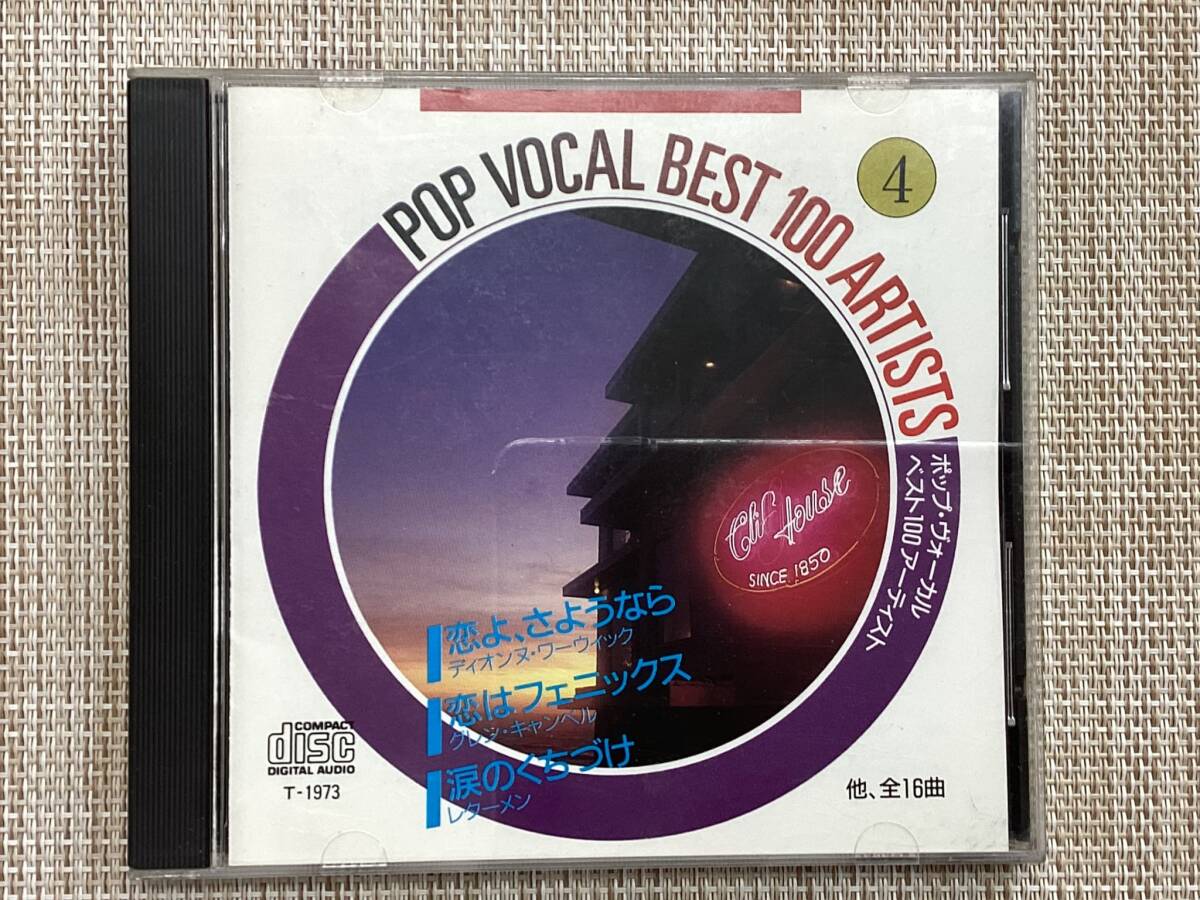 POP VOCAL BEST 100 ARTISTS
4
ポップ・ヴォーカル
ベスト100アーティスト
Clif House
SINCE 1850
恋よ、さようなら
ディオンヌ・ワーウィック
恋はフェニックス
グレン・キャンベル
涙のくちづけ
レターメン
COMPACT
disc
DIGITAL AUDIO
T-1973
他、全16曲